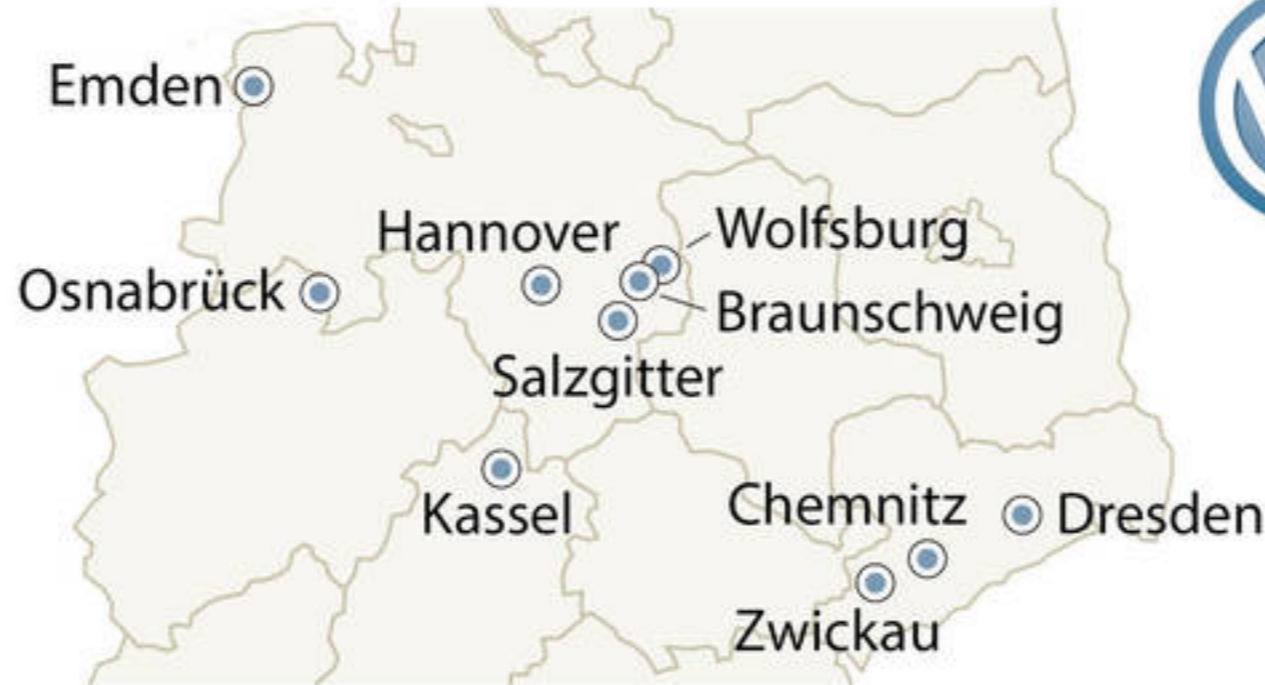 Emden
Hannover
Wolfsburg
Osnabrück
Braunschweig
Salzgitter
Kassel
Chemnitz
Dresden
Zwickau